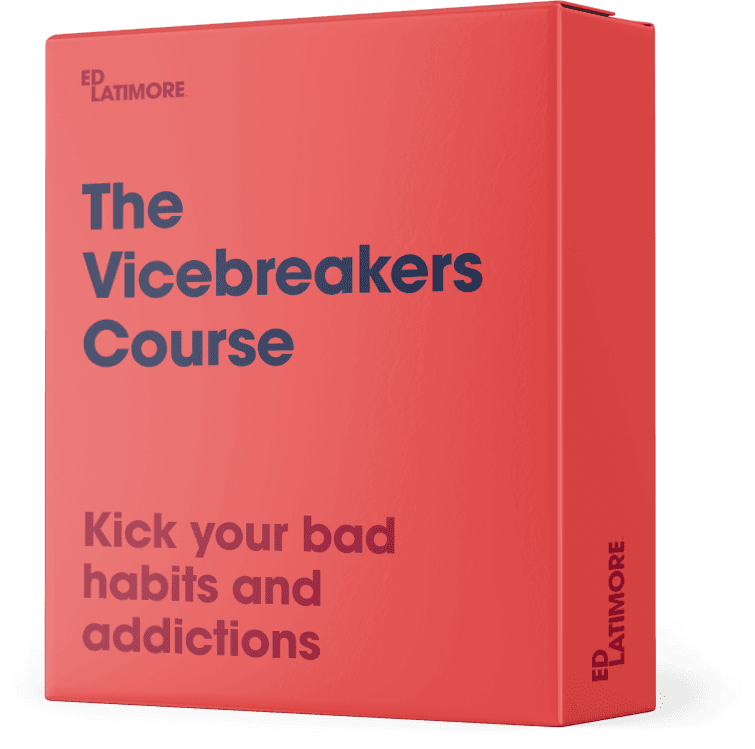 ED
LATIMORE
The
Vicebreakers
Course
Kick your bad
habits and
addictions
ED
LATIMORE